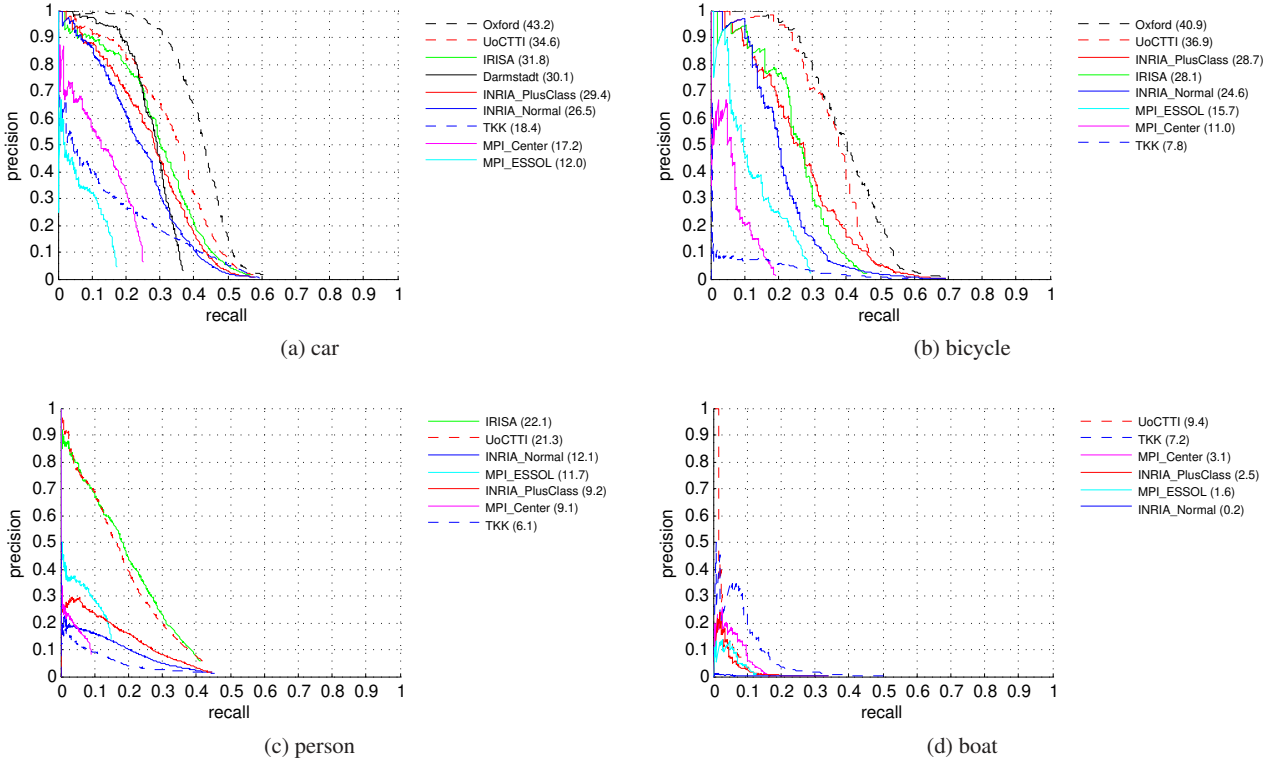 1
0.9
0.8
0.7
0.6
0.5
0.4
0.3
0.2
0.1
0
precision
0 0.1 0.2 0.3 0.4 0.5 0.6 0.7 0.8 0.9 1
recall
Oxford (43.2)
UoCTTI (34.6)
IRISA (31.8)
Darmstadt (30.1)
INRIA_PlusClass (29.4)
INRIA_Normal (26.5)
TKK (18.4)
MPI_Center (17.2)
MPI_ESSOL (12.0)
(a) car
1
0.9
0.8
0.7
0.6
0.5
0.4
0.3
0.2
0.1
0
precision
0 0.1 0.2 0.3 0.4 0.5 0.6 0.7 0.8 0.9 1
recall
Oxford (40.9)
UoCTTI (36.9)
INRIA_PlusClass (28.7)
IRISA (28.1)
INRIA_Normal (24.6)
MPI_ESSOL (15.7)
MPI_Center (11.0)
TKK (7.8)
(b) bicycle
1
0.9
0.8
0.7
0.6
0.5
0.4
0.3
0.2
0.1
0
precision
0 0.1 0.2 0.3 0.4 0.5 0.6 0.7 0.8 0.9 1
recall
IRISA (22.1)
UoCTTI (21.3)
INRIA_Normal (12.1)
MPI_ESSOL (11.7)
INRIA_PlusClass (9.2)
MPI_Center (9.1)
TKK (6.1)
(c) person
1
0.9
0.8
0.7
0.6
0.5
0.4
0.3
0.2
0.1
0
precision
0 0.1 0.2 0.3 0.4 0.5 0.6 0.7 0.8 0.9 1
recall
UoCTTI (9.4)
TKK (7.2)
MPI_Center (3.1)
INRIA_PlusClass (2.5)
MPI_ESSOL (1.6)
INRIA_Normal (0.2)
(d) boat